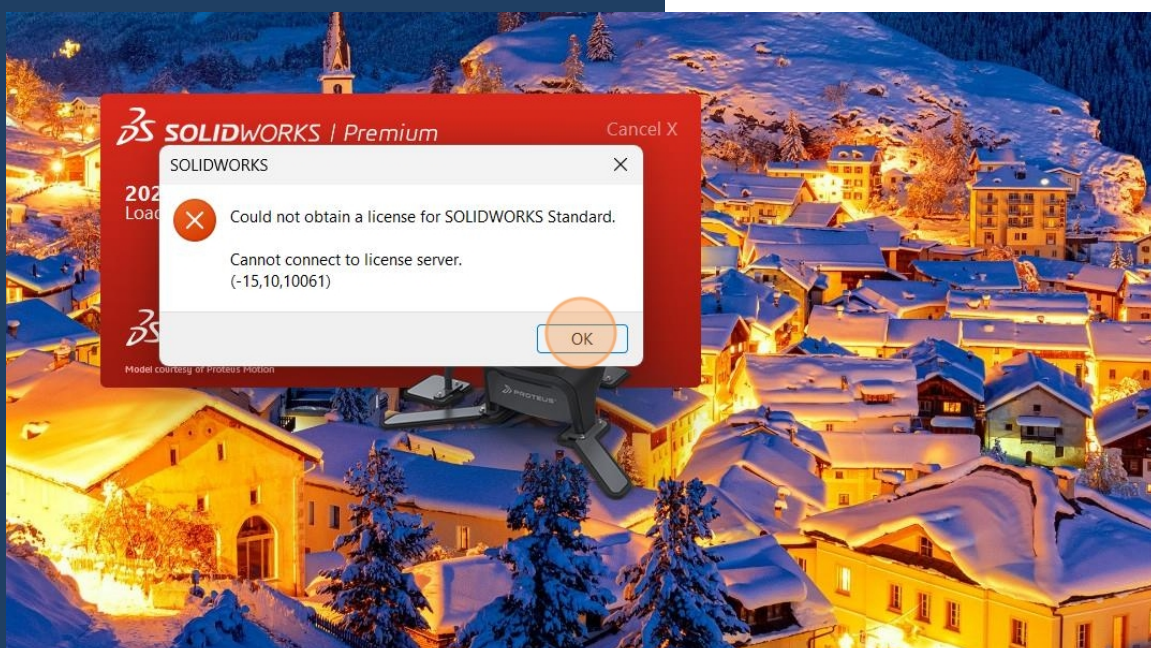 SOLIDWORKS | Premium
Cancel X
SOLIDWORKS
202
Loac
Could not obtain a license for SOLIDWORKS Standard.
Cannot connect to license server.
(-15,10,10061)
OK
Model courtesy of Proteus Motion
PROTEUS